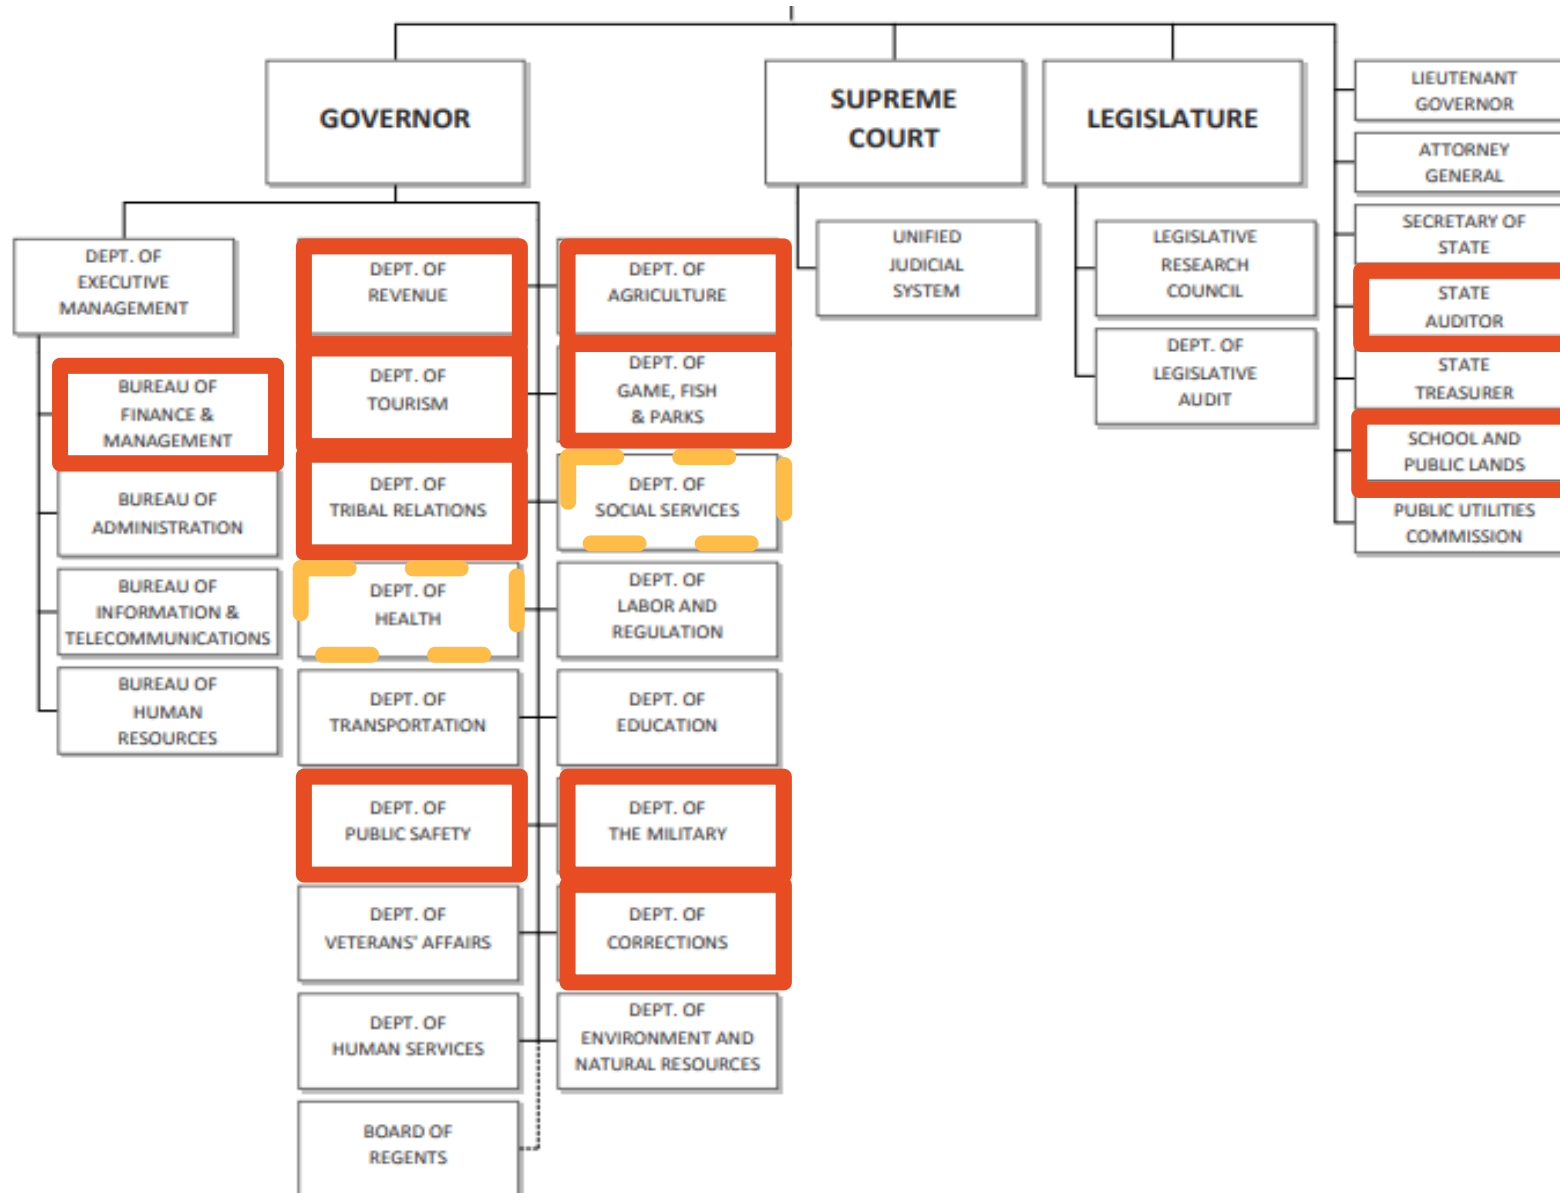 GOVERNOR
SUPREME
COURT
LEGISLATURE
LIEUTENANT
GOVERNOR
ATTORNEY
GENERAL
SECRETARY OF
STATE
STATE
AUDITOR
STATE
TREASURER
SCHOOL AND
PUBLIC LANDS
PUBLIC UTILITIES
COMMISSION
UNIFIED
JUDICIAL
SYSTEM
LEGISLATIVE
RESEARCH
COUNCIL
DEPT. OF
LEGISLATIVE
AUDIT
DEPT. OF
EXECUTIVE
MANAGEMENT
BUREAU OF
FINANCE &
MANAGEMENT
BUREAU OF
ADMINISTRATION
BUREAU OF
INFORMATION &
TELECOMMUNICATIONS
BUREAU OF
HUMAN
RESOURCES
DEPT. OF
REVENUE
DEPT. OF
TOURISM
DEPT. OF
TRIBAL RELATIONS
DEPT. OF
HEALTH
DEPT. OF
TRANSPORTATION
DEPT. OF
PUBLIC SAFETY
DEPT. OF
VETERANS' AFFAIRS
DEPT. OF
HUMAN SERVICES
BOARD OF
REGENTS
DEPT. OF
AGRICULTURE
DEPT. OF
GAME, FISH
& PARKS
DEPT. OF
SOCIAL SERVICES
DEPT. OF
LABOR AND
REGULATION
DEPT. OF
EDUCATION
DEPT. OF
THE MILITARY
DEPT. OF
CORRECTIONS
DEPT. OF
ENVIRONMENT AND
NATURAL RESOURCES